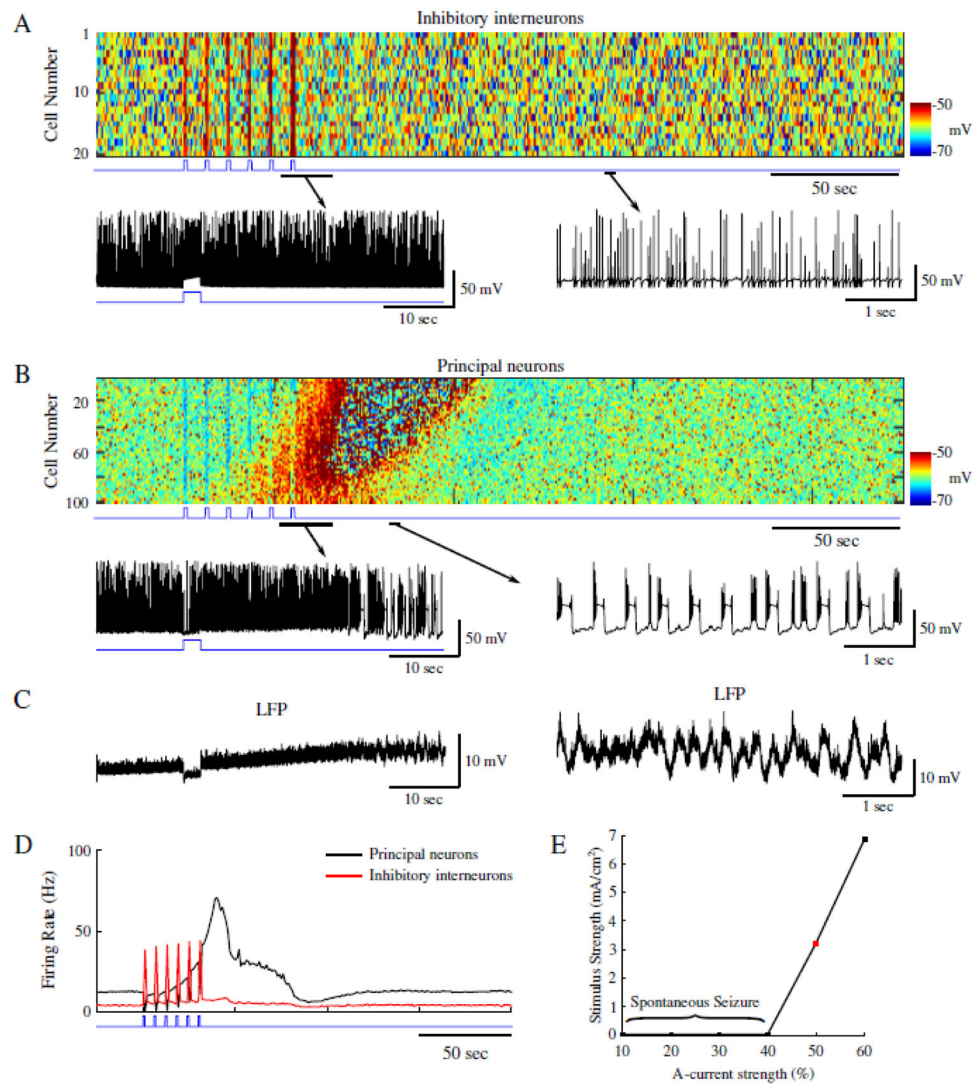 A
Inhibitory interneurons
Cell Number
1
10
20
-50
mV
-70
50 sec
50 mV
10 sec
50 mV
1 sec
B
Principal neurons
Cell Number
20
60
100
-50
mV
-70
50 sec
50 mV
10 sec
50 mV
1 sec
C
LFP
10 mV
10 sec
LFP
10 mV
1 sec
D
Firing Rate (Hz)
100
50
0
Principal neurons
Inhibitory interneurons
50 sec
E
Stimulus Strength (mA/cm²)
7
6
5
4
3
2
1
0
Spontaneous Seizure
10 20 30 40 50 60
A-current strength (%)